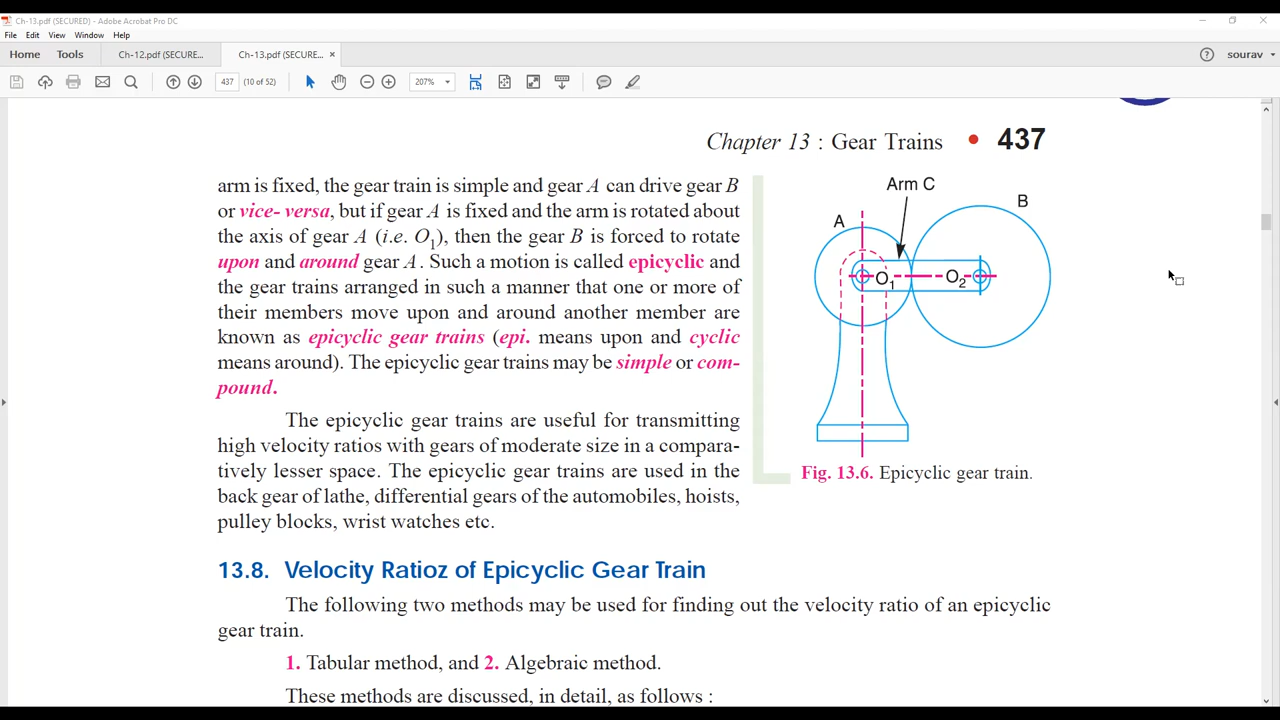 Ch-13.pdf (SECURED) - Adobe Acrobat Pro DC
File Edit View Window Help
Home Tools Ch-12.pdf (SECURE... Ch-13.pdf (SECURE... × sourav
437 (10 of 52) 207%
Chapter 13 : Gear Trains • 437
arm is fixed, the gear train is simple and gear A can drive gear B
or vice- versa, but if gear A is fixed and the arm is rotated about
the axis of gear A (i.e. O1), then the gear B is forced to rotate
upon and around gear A. Such a motion is called epicyclic and
the gear trains arranged in such a manner that one or more of
their members move upon and around another member are
known as epicyclic gear trains (epi. means upon and cyclic
means around). The epicyclic gear trains may be simple or com-
pound.
The epicyclic gear trains are useful for transmitting
high velocity ratios with gears of moderate size in a compara-
tively lesser space. The epicyclic gear trains are used in the
back gear of lathe, differential gears of the automobiles, hoists,
pulley blocks, wrist watches etc.
Arm C
A
B
O1
O2
Fig. 13.6. Epicyclic gear train.
13.8. Velocity Ratioz of Epicyclic Gear Train
The following two methods may be used for finding out the velocity ratio of an epicyclic
gear train.
1. Tabular method, and 2. Algebraic method.
These methods are discussed, in detail, as follows :